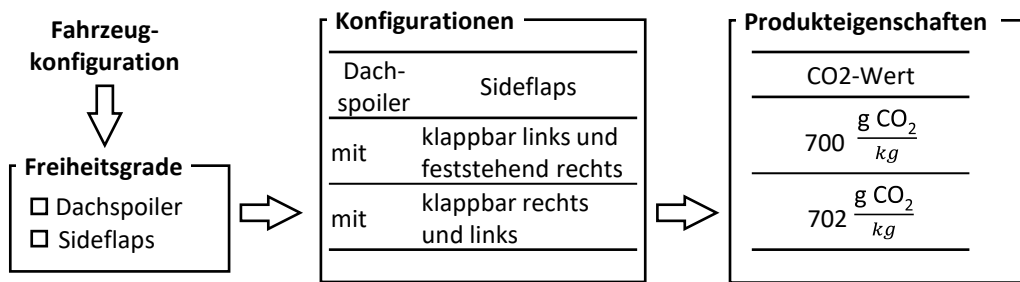 Fahrzeug-
konfiguration
Freiheitsgrade
Dachspoiler
Sideflaps
Konfigurationen
Dach-
spoiler
Sideflaps
mit
klappbar links und
feststehend rechts
mit
klappbar rechts
und links
Produkteigenschaften
CO2-Wert
700 g CO₂
kg
702 g CO₂
kg